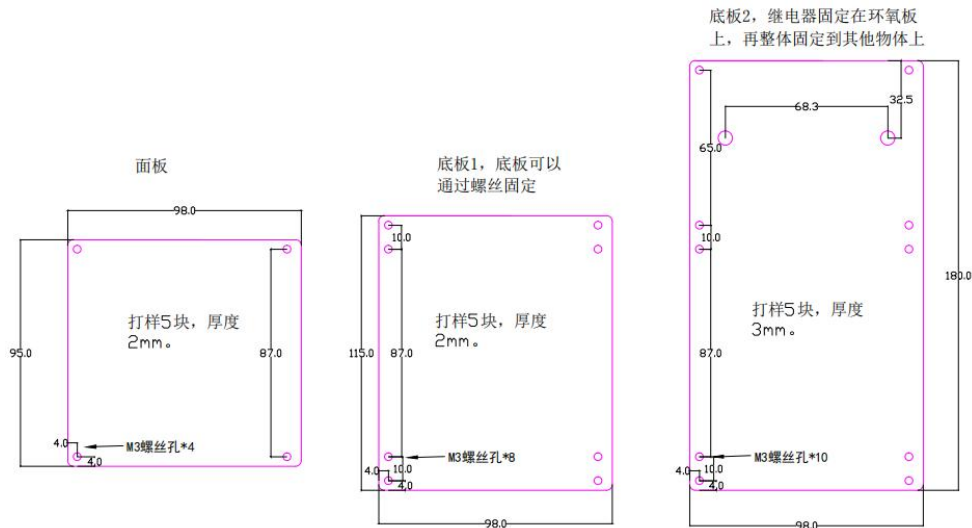 底板2，继电器固定在环氧板
上，再整体固定到其他物体上
32.5
68.3
65.0
10.0
180.0
87.0
打样5块，厚度
3mm。
M3螺丝孔*10
4.0
10.0
4.0
98.0
底板1，底板可以
通过螺丝固定
10.0
打样5块，厚度
2mm。
115.0
87.0
M3螺丝孔*8
4.0
10.0
4.0
98.0
面板
98.0
打样5块，厚度
2mm。
95.0
87.0
4.0
M3螺丝孔*4
4.0